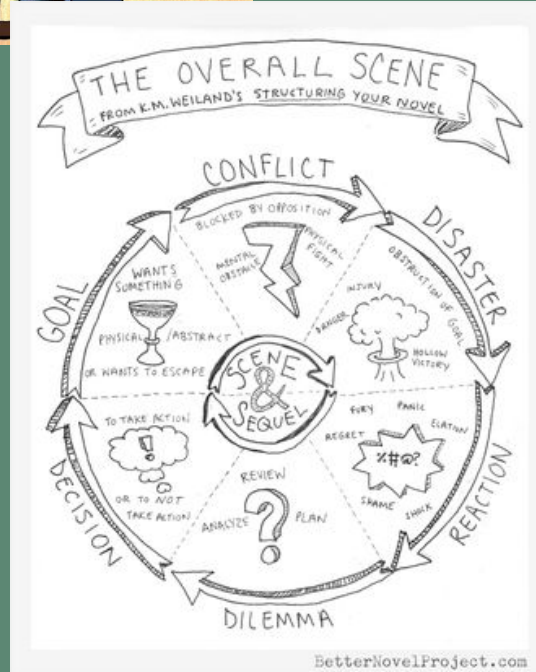 THE OVERALL SCENE
FROM K.M. WEILAND'S STRUCTURING YOUR NOVEL
CONFLICT
BLOCKED BY OPPOSITION
MENTAL OBSTACLE
PHYSICAL FIGHT
DISASTER
OBSTRUCTION OF GOAL
INJURY
DANGER
HOLLOW
VICTORY
REACTION
FURY
PANIC
ELATION
REGRET
%#@?
SHAME
SHOCK
DILEMMA
REVIEW
ANALYZE
?
PLAN
DECISION
TO TAKE ACTION
!
OR TO NOT
TAKE ACTION
GOAL
WANTS
SOMETHING
PHYSICAL / ABSTRACT
OR WANTS TO ESCAPE
SCENE
&
SEQUEL
BetterNovelProject.com